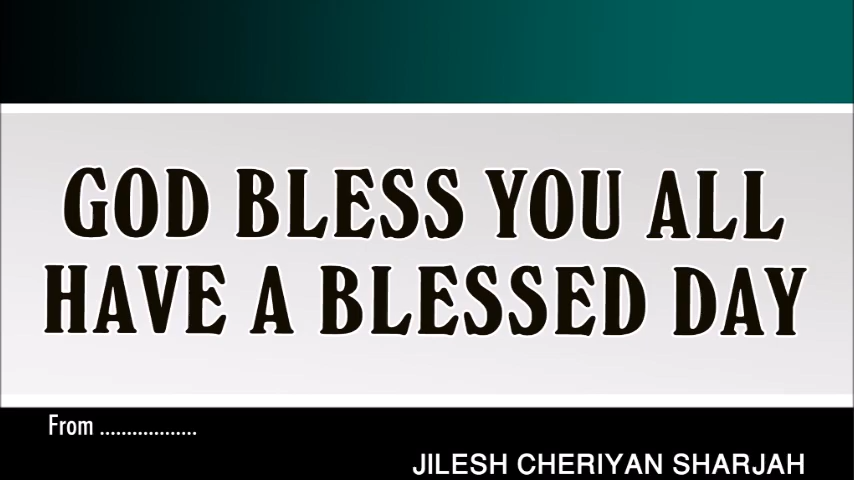 GOD BLESS YOU ALL
HAVE A BLESSED DAY
From ..................
JILESH CHERIYAN SHARJAH